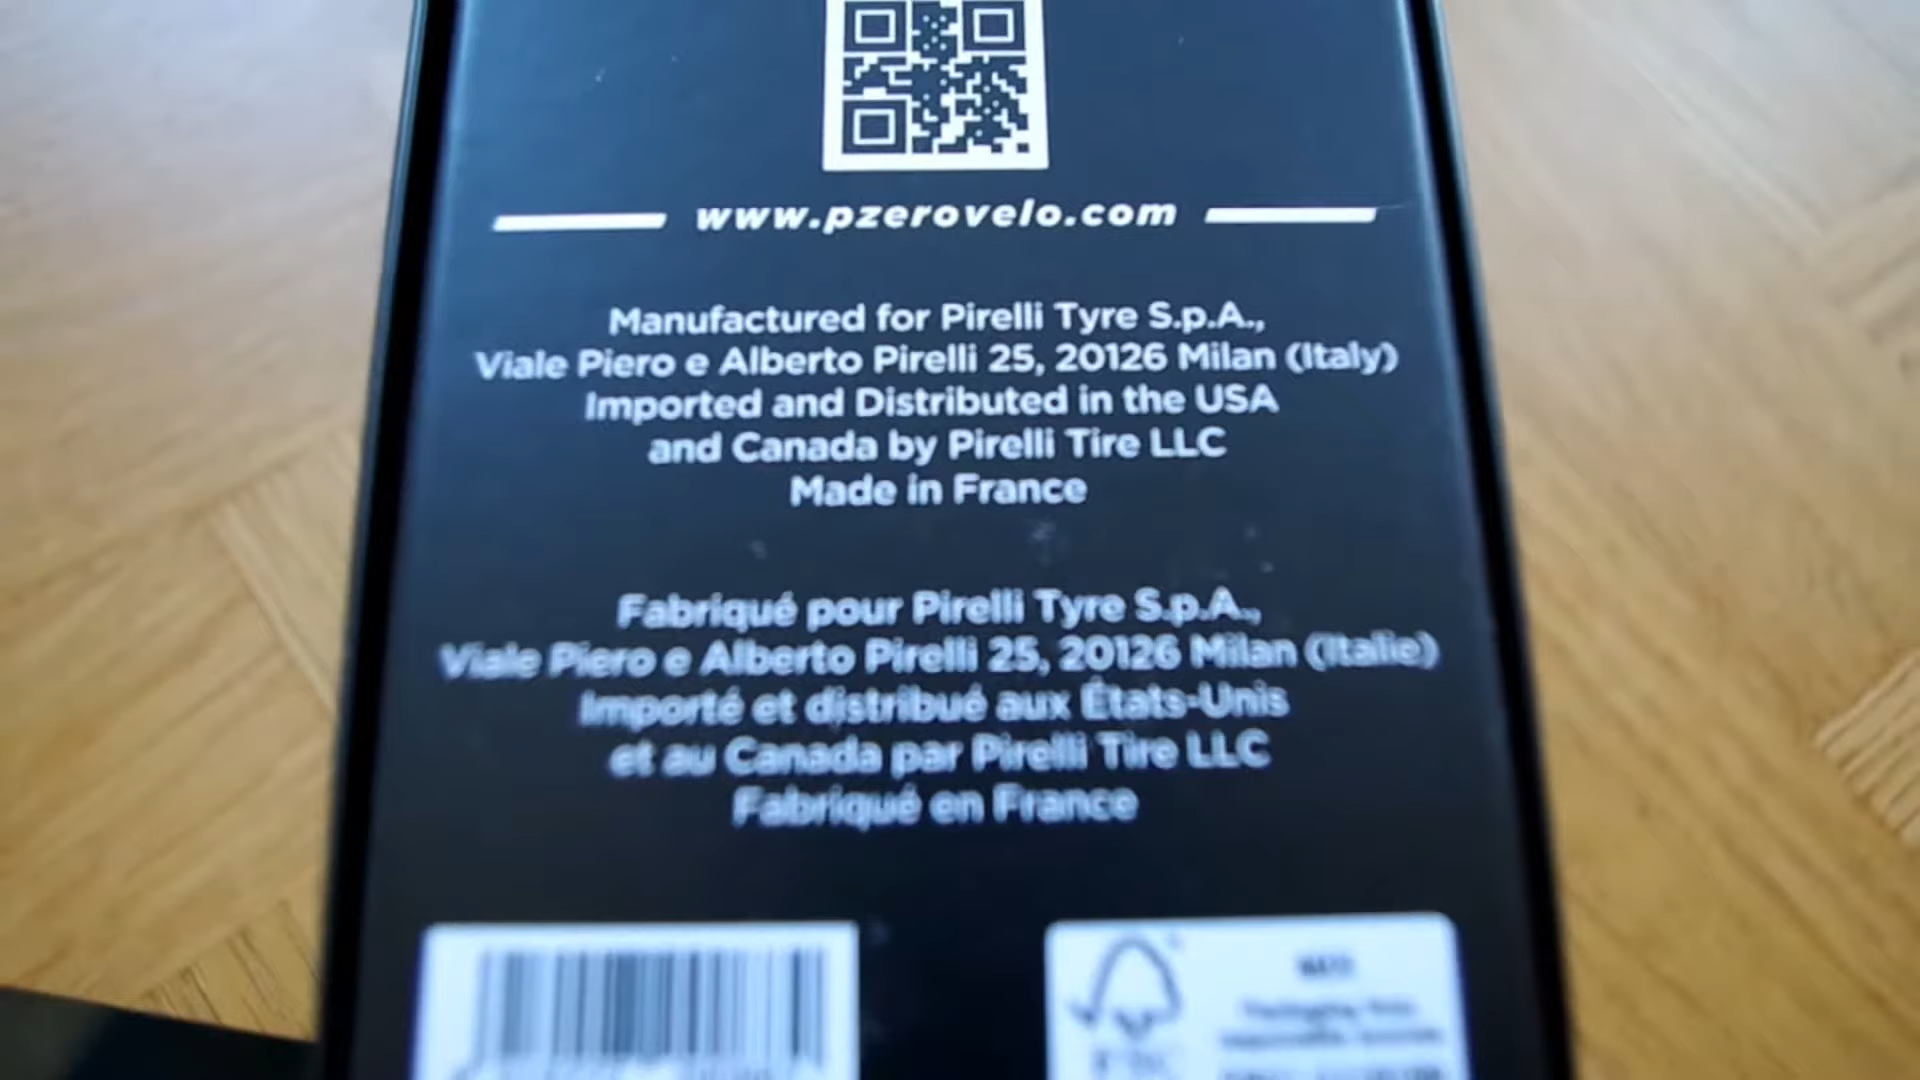 www.pzerovelo.com
Manufactured for Pirelli Tyre S.p.A.,
Viale Piero e Alberto Pirelli 25, 20126 Milan (Italy)
Imported and Distributed in the USA
and Canada by Pirelli Tire LLC
Made in France
Fabriqué pour Pirelli Tyre S.p.A.,
Viale Piero e Alberto Pirelli 25, 20126 Milan (Italie)
Importé et distribué aux États-Unis
et au Canada par Pirelli Tire LLC
Fabriqué en France